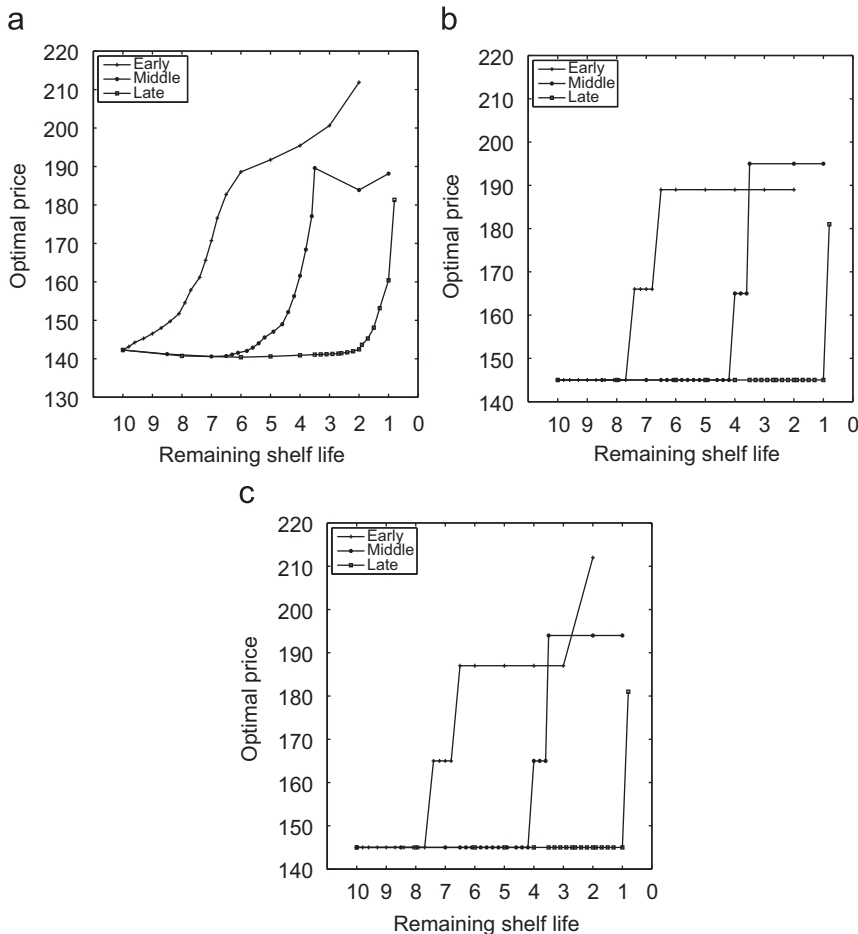 a
220
210
200
190
180
170
160
150
140
130
Optimal price
Early
Middle
Late
10 9 8 7 6 5 4 3 2 1 0
Remaining shelf life
b
220
210
200
190
180
170
160
150
140
Optimal price
Early
Middle
Late
10 9 8 7 6 5 4 3 2 1 0
Remaining shelf life
c
220
210
200
190
180
170
160
150
140
Optimal price
Early
Middle
Late
10 9 8 7 6 5 4 3 2 1 0
Remaining shelf life